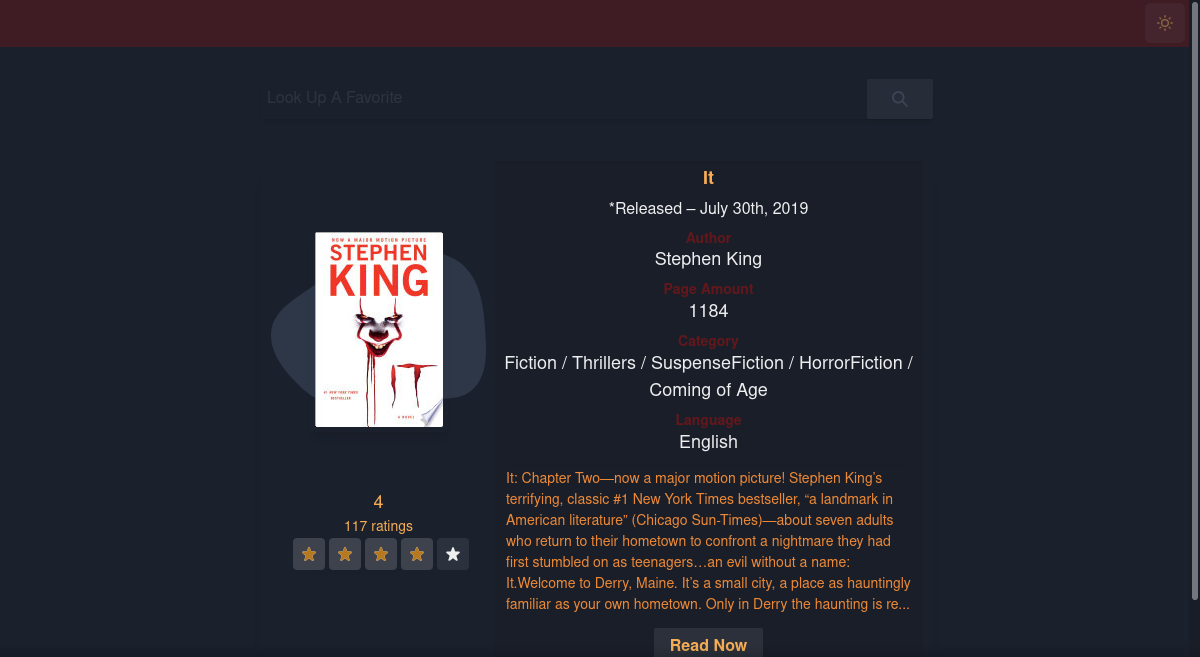 Look Up A Favorite
It
*Released – July 30th, 2019
Author
Stephen King
Page Amount
1184
Category
Fiction / Thrillers / SuspenseFiction / HorrorFiction /
Coming of Age
Language
English
It: Chapter Two—now a major motion picture! Stephen King’s
terrifying, classic #1 New York Times bestseller, “a landmark in
American literature” (Chicago Sun-Times)—about seven adults
who return to their hometown to confront a nightmare they had
first stumbled on as teenagers…an evil without a name:
It.Welcome to Derry, Maine. It’s a small city, a place as hauntingly
familiar as your own hometown. Only in Derry the haunting is re...
Read Now
NOW A MAJOR MOTION PICTURE
STEPHEN
KING
IT
#1 NEW YORK TIMES
BESTSELLER
A NOVEL
4
117 ratings